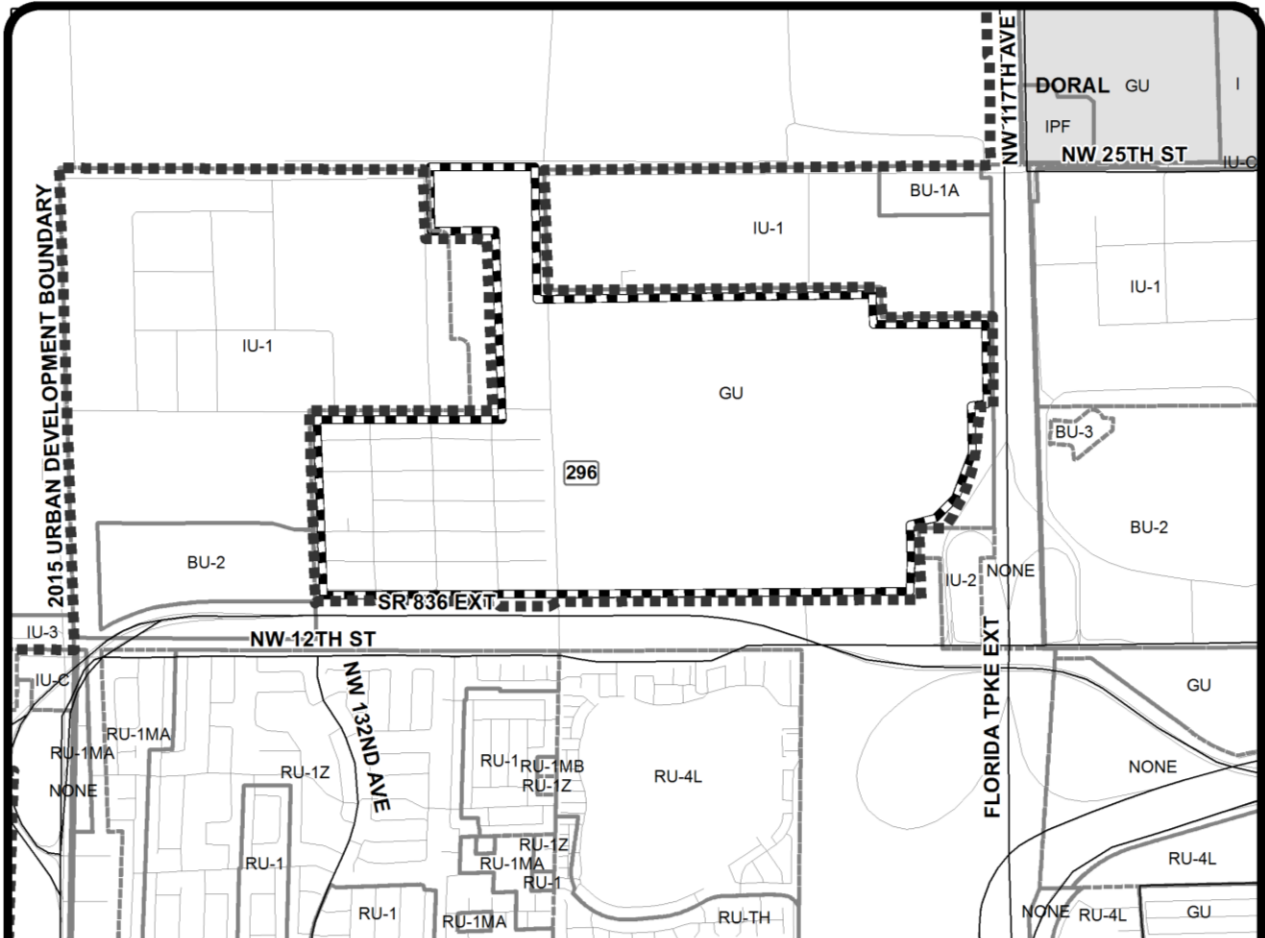 NW 117TH AVE
DORAL
GU
I
IPF
NW 25TH ST
IU-C
2015 URBAN DEVELOPMENT BOUNDARY
BU-1A
IU-1
IU-1
IU-1
GU
BU-3
296
BU-2
BU-2
IU-2
NONE
SR 836 EXT
IU-3
NW 12TH ST
IU-C
FLORIDA TPKE EXT
GU
NW 132ND AVE
RU-1MA
RU-1MA
RU-1Z
RU-1
RU-1MB
RU-1Z
RU-4L
NONE
NONE
RU-1Z
RU-1MA
RU-1
RU-1
RU-4L
RU-1
RU-1MA
RU-TH
NONE
RU-4L
GU